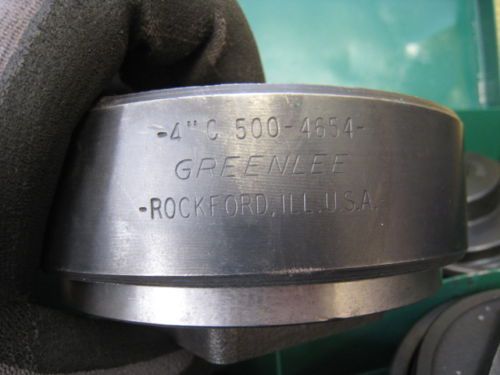 -4" C 500-4654-
GREENLEE
-ROCKFORD, ILL. U.S.A.